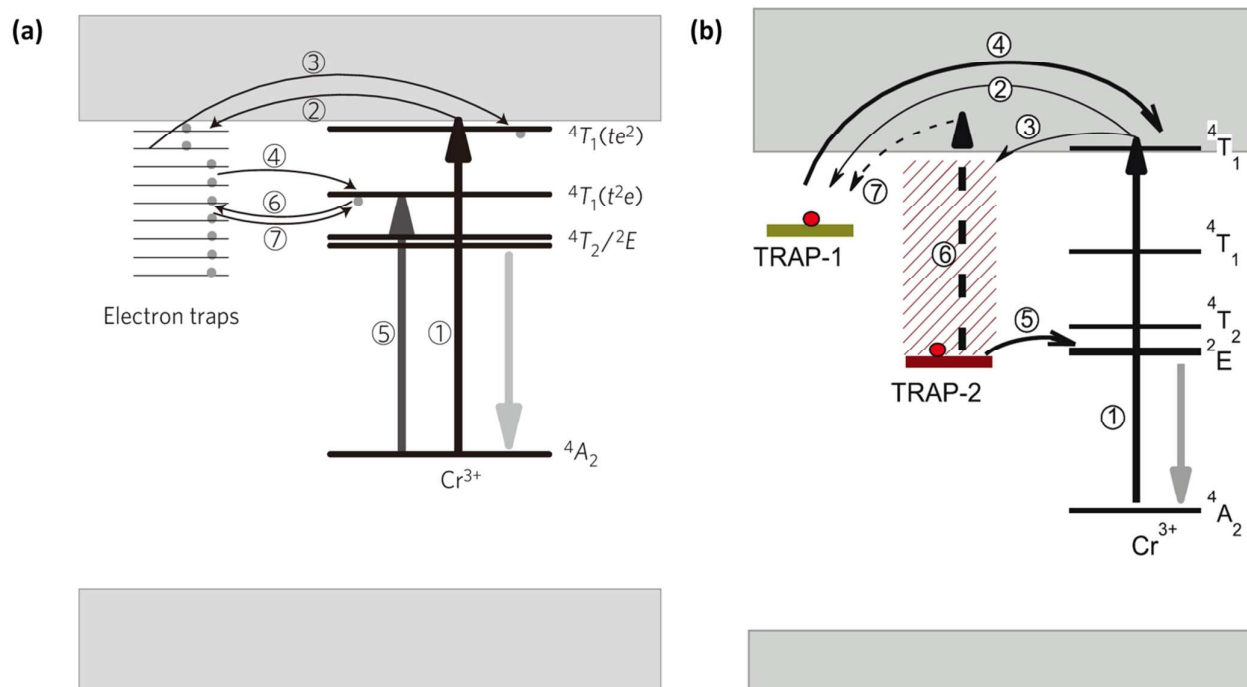 (a)
③
②
⁴T₁(te²)
④
⁴T₁(t²e)
⑥
⑦
⁴T₂/²E
Electron traps
⑤
①
⁴A₂
Cr³⁺
(b)
④
②
③
⁴T₁
⑦
TRAP-1
⁴T₁
⑥
⑤
⁴T₂
²E
TRAP-2
①
⁴A₂
Cr³⁺